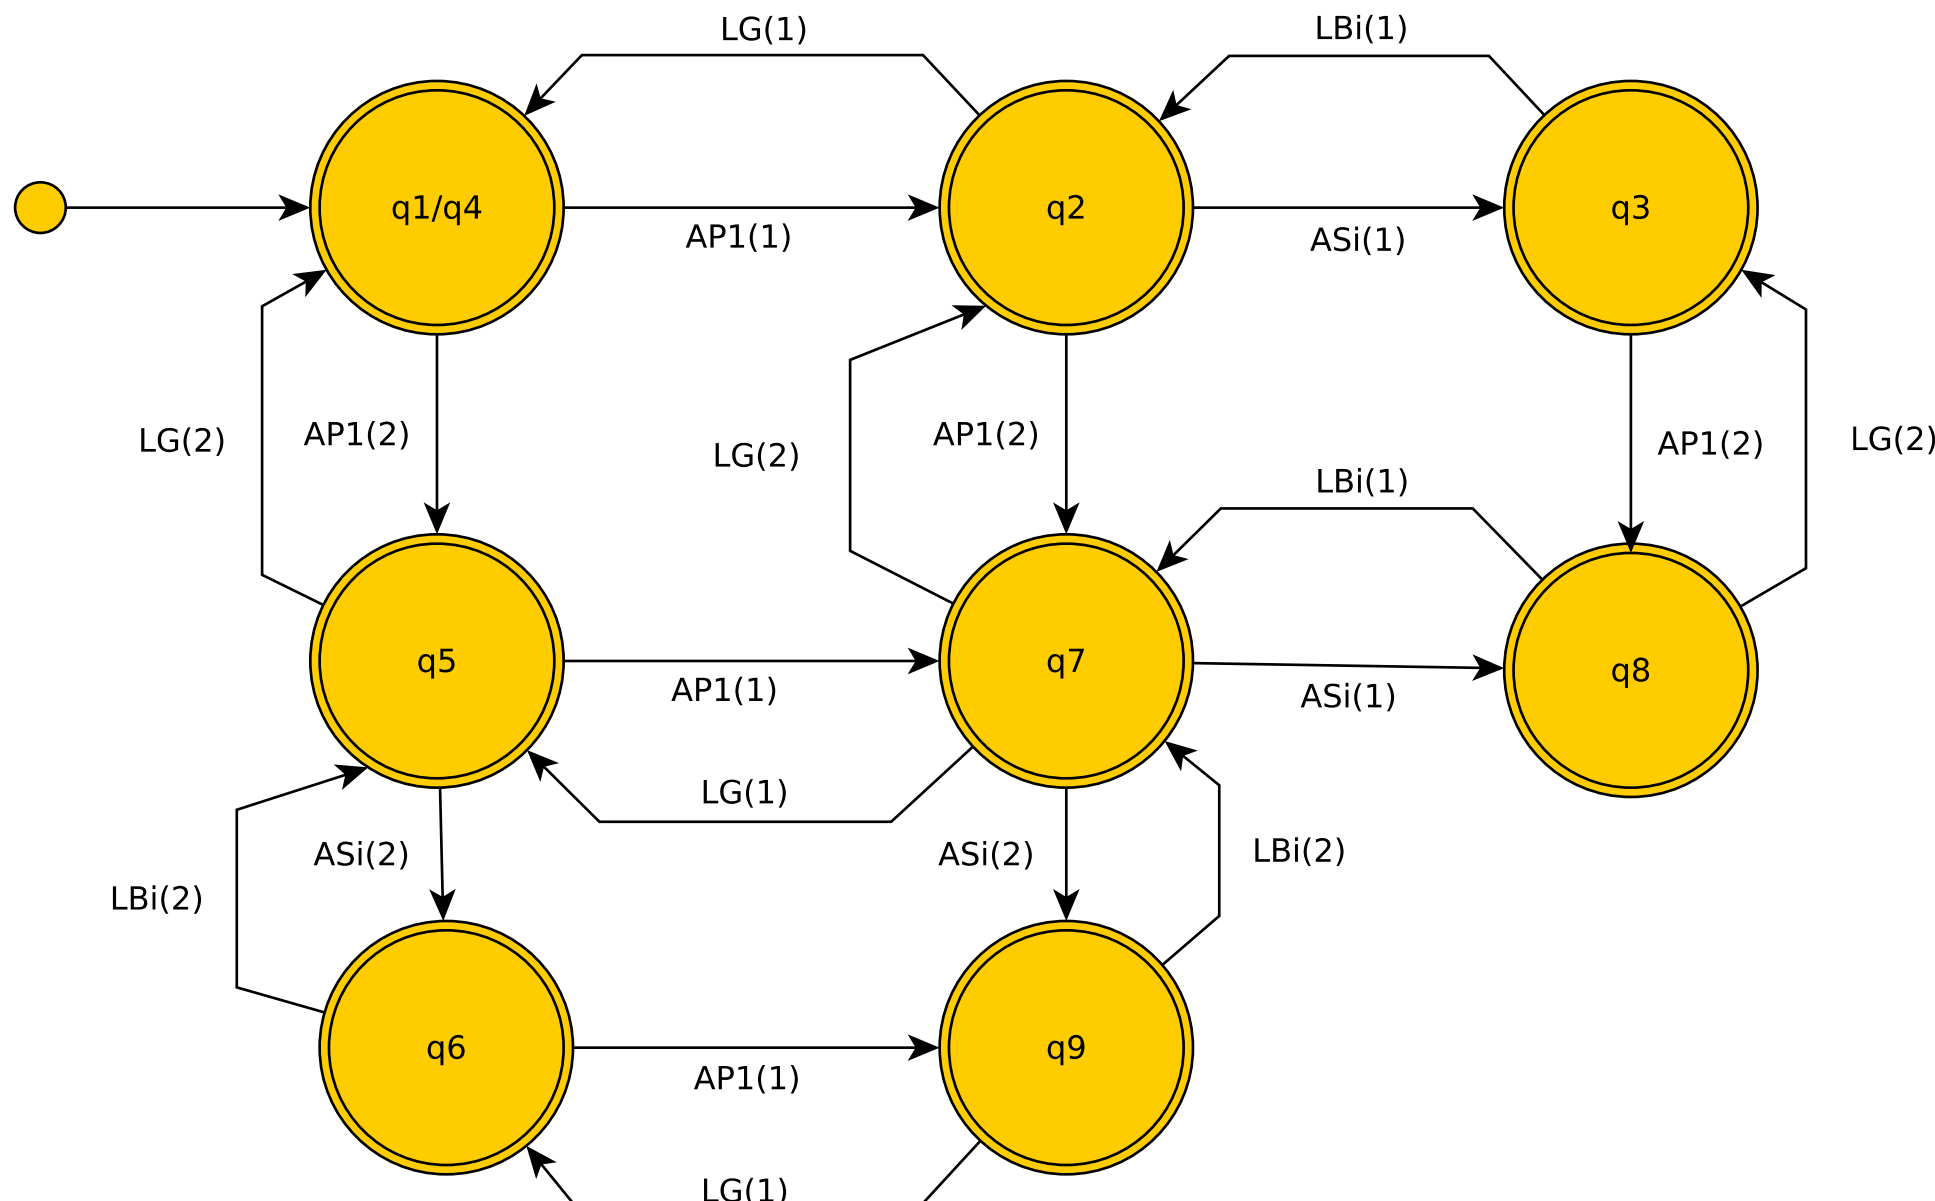 LG(1)
LBi(1)
q1/q4
q2
q3
AP1(1)
ASi(1)
LG(2)
AP1(2)
LG(2)
AP1(2)
AP1(2)
LG(2)
LBi(1)
q5
q7
q8
AP1(1)
ASi(1)
LG(1)
LBi(2)
ASi(2)
ASi(2)
LBi(2)
q6
q9
AP1(1)
LG(1)